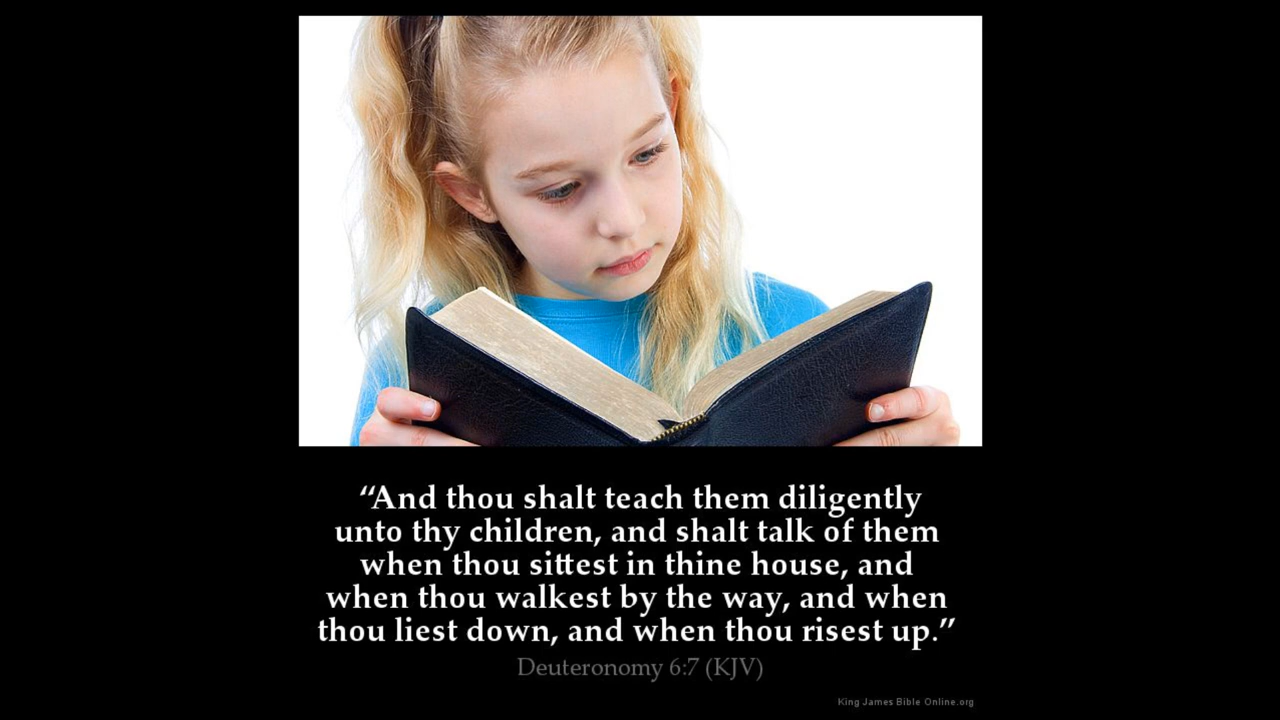 “And thou shalt teach them diligently
unto thy children, and shalt talk of them
when thou sittest in thine house, and
when thou walkest by the way, and when
thou liest down, and when thou risest up.”
Deuteronomy 6:7 (KJV)
King James Bible Online.org